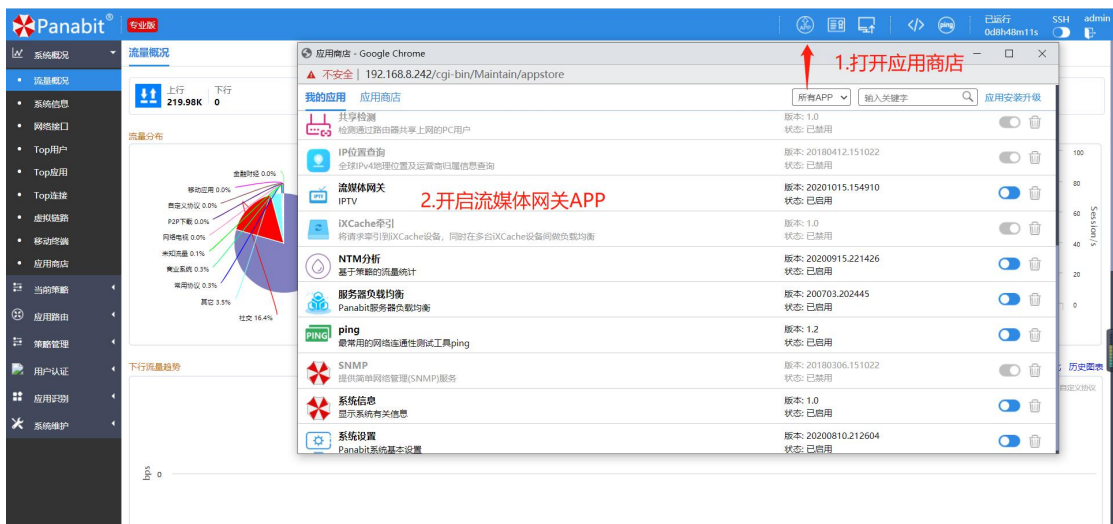 Panabit®
专业版
APP
ping
已运行
0d8h48m11s
SSH
admin
系统概况
流量概况
系统信息
网络接口
Top用户
Top应用
Top连接
虚拟链路
移动终端
应用商店
当前策略
应用路由
策略管理
用户认证
应用识别
系统维护
流量概况
上行
219.98K
下行
0
流量分布
金融财经 0.0%
移动应用 0.0%
自定义协议 0.0%
P2P下载 0.0%
网络电视 0.0%
未知流量 0.1%
商业系统 0.3%
常用协议 0.3%
其它 3.5%
社交 16.4%
下行流量趋势
bps
0
应用商店 - Google Chrome
不安全 | 192.168.8.242/cgi-bin/Maintain/appstore
1.打开应用商店
我的应用
应用商店
所有APP
输入关键字
应用安装升级
共享检测
检测通过路由器共享上网的PC用户
版本: 1.0
状态: 已禁用
IP位置查询
全球IPv4地理位置及运营商归属信息查询
版本: 20180412.151022
状态: 已禁用
流媒体网关
IPTV
版本: 20201015.154910
状态: 已启用
2.开启流媒体网关APP
iXCache牵引
将请求牵引到iXCache设备，同时在多台iXCache设备间做负载均衡
版本: 1.0
状态: 已禁用
NTM分析
基于策略的流量统计
版本: 20200915.221426
状态: 已启用
服务器负载均衡
Panabit服务器负载均衡
版本: 200703.202445
状态: 已启用
PING
ping
最常用的网络连通性测试工具ping
版本: 1.2
状态: 已启用
SNMP
提供简单网络管理(SNMP)服务
版本: 20180306.151022
状态: 已禁用
系统信息
显示系统有关信息
版本: 1.0
状态: 已启用
系统设置
Panabit系统基本设置
版本: 20200810.212604
状态: 已启用
100
80
60
40
20
0
Session/s
历史图表
自定义协议